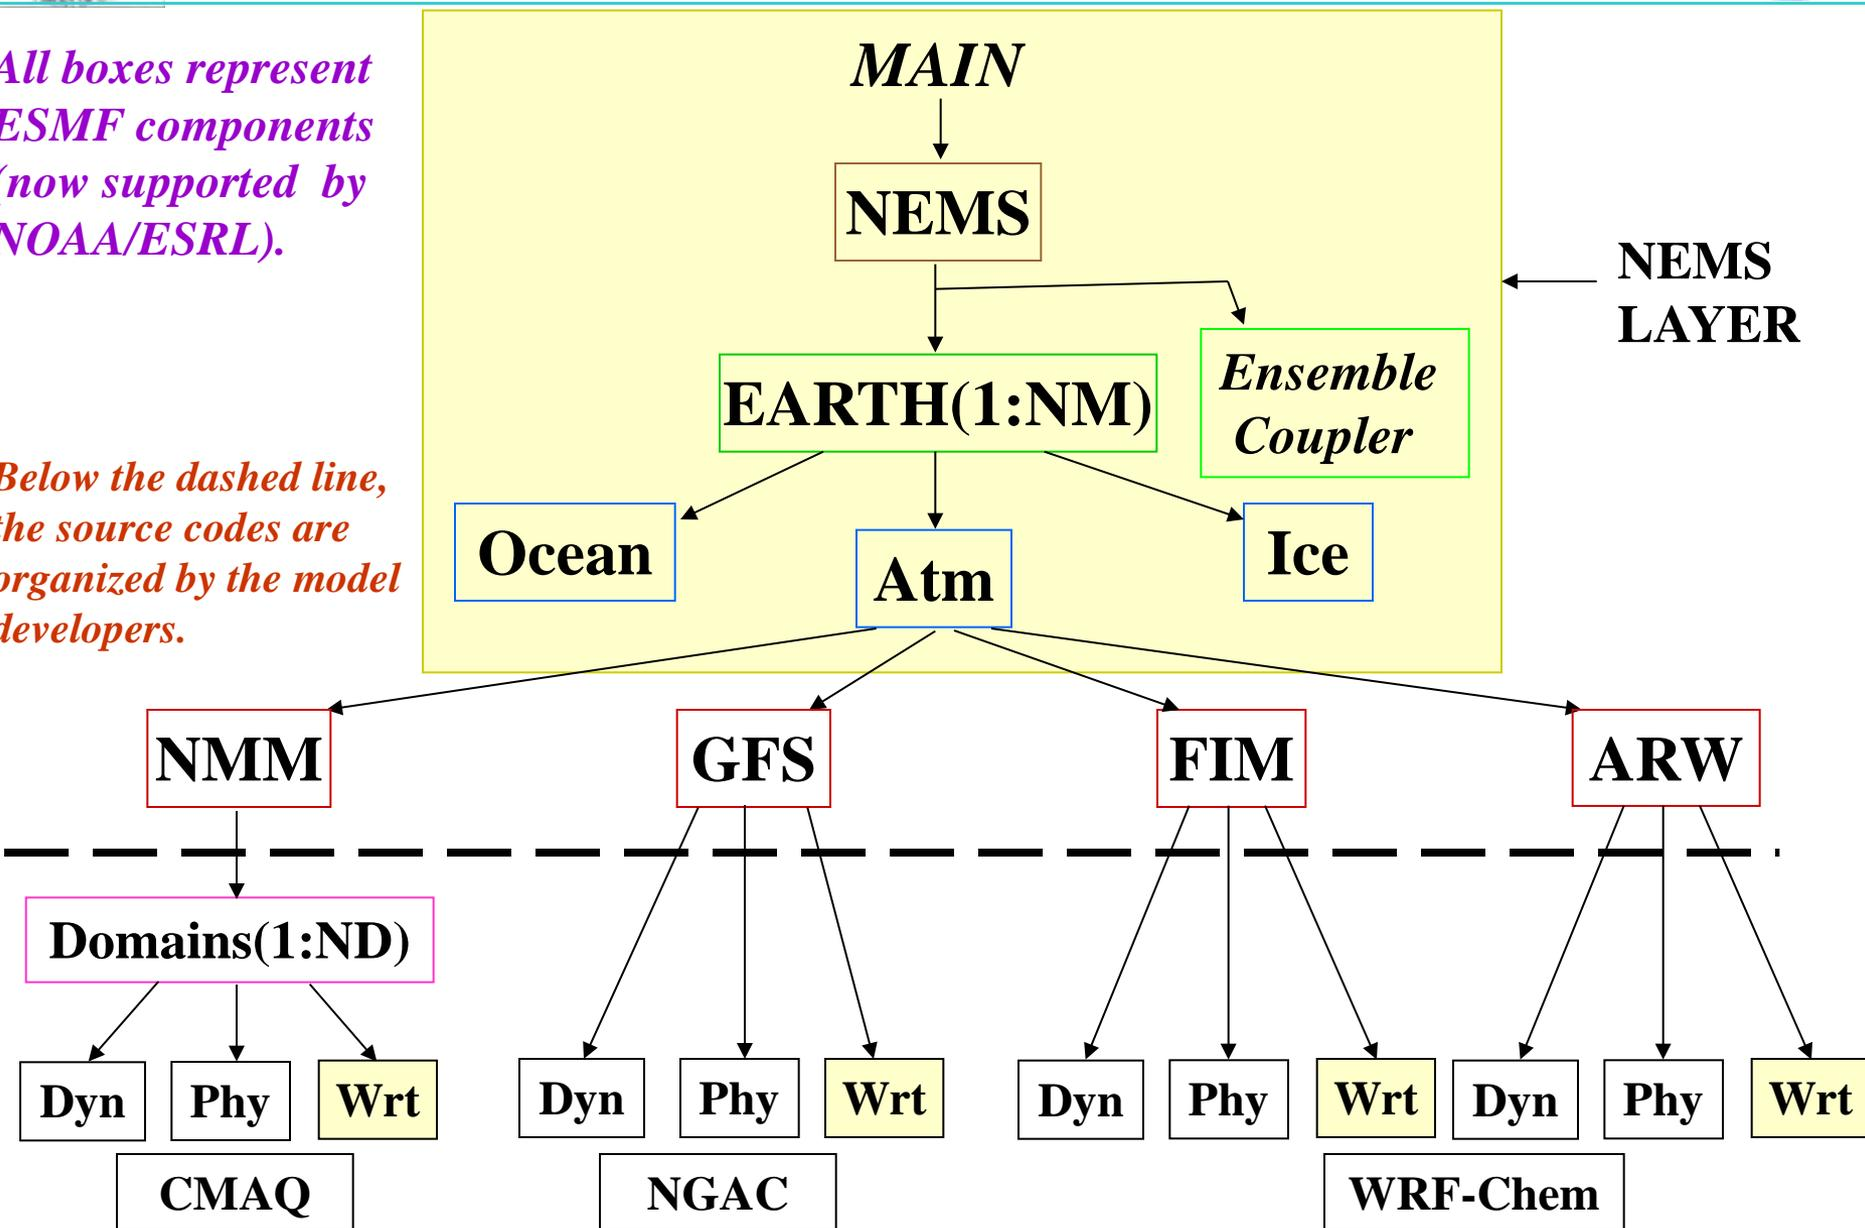 All boxes represent
ESMF components
(now supported by
NOAA/ESRL).
MAIN
NEMS
NEMS
LAYER
EARTH(1:NM)
Ensemble
Coupler
Below the dashed line,
the source codes are
organized by the model
developers.
Ocean
Atm
Ice
NMM
GFS
FIM
ARW
Domains(1:ND)
Dyn
Phy
Wrt
Dyn
Phy
Wrt
Dyn
Phy
Wrt
Dyn
Phy
Wrt
CMAQ
NGAC
WRF-Chem